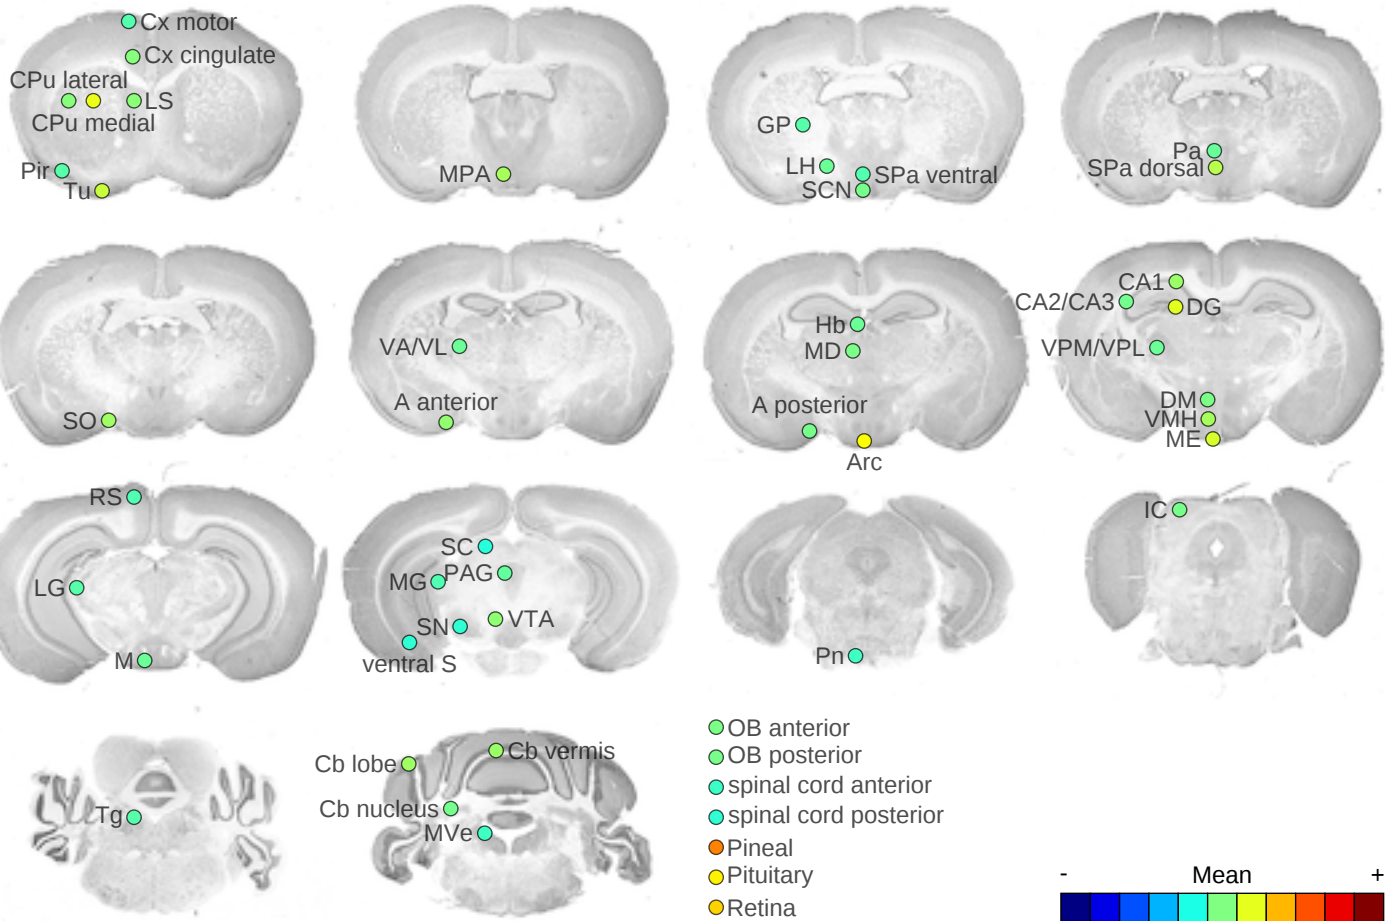 Cx motor
Cx cingulate
CPu lateral
LS
CPu medial
Pir
Tu
MPA
GP
LH
SPa ventral
SCN
Pa
SPa dorsal
SO
VA/VL
A anterior
Hb
MD
A posterior
Arc
CA1
CA2/CA3
DG
VPM/VPL
DM
VMH
ME
RS
LG
M
SC
MG
PAG
SN
VTA
ventral S
Pn
IC
Tg
Cb lobe
Cb vermis
Cb nucleus
MVe
OB anterior
OB posterior
spinal cord anterior
spinal cord posterior
Pineal
Pituitary
Retina
- Mean +